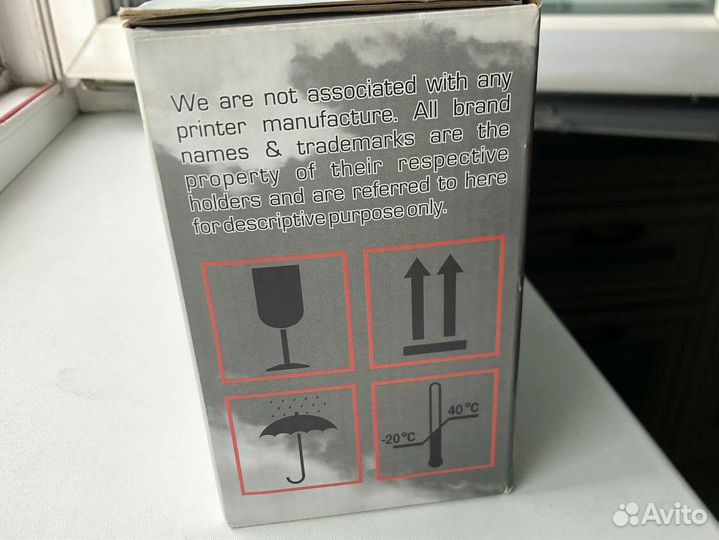 We are not associated with any
printer manufacture. All brand
names & trademarks are the
property of their respective
holders and are referred to here
for descriptive purpose only.
40°C
-20°C
Avito